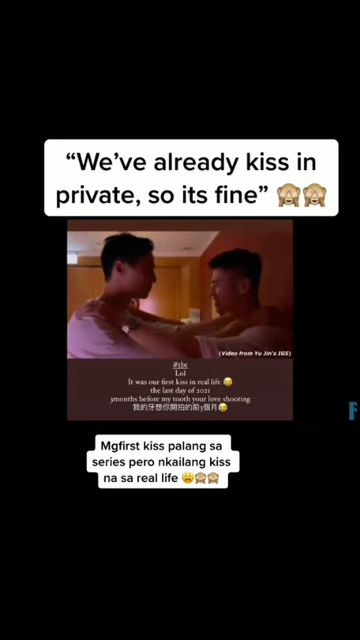 “We’ve already kiss in
private, so its fine” 🙈🙈
(Video from Yu Jin's IGS)
#tbt
Lol
It was our first kiss in real life 😂
the last day of 2021
3months before my tooth your love shooting
我的牙想你開拍的前3個月😂
Mgfirst kiss palang sa
series pero nkailang kiss
na sa real life 😩🙈🙈